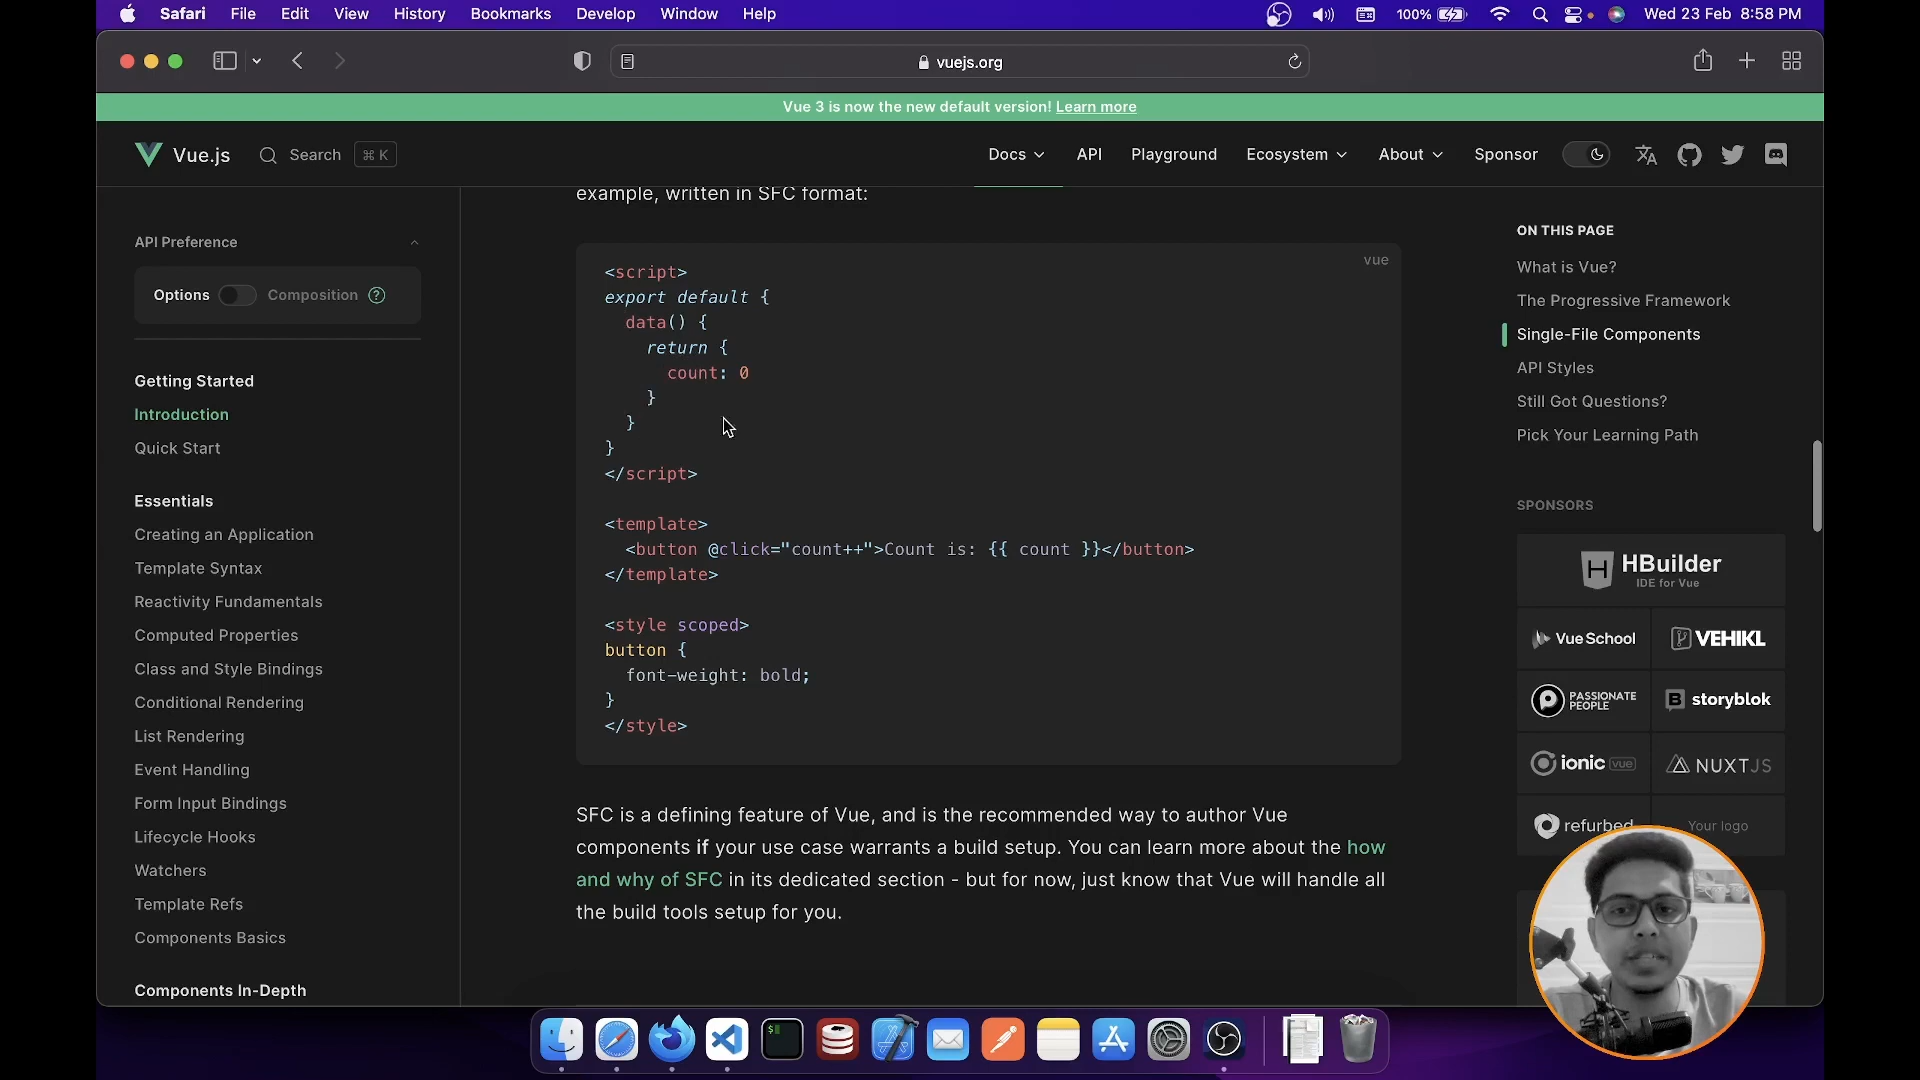 Safari File Edit View History Bookmarks Develop Window Help 100% Wed 23 Feb 8:58 PM
vuejs.org
Vue 3 is now the new default version! Learn more
Vue.js Search ⌘ K Docs API Playground Ecosystem About Sponsor
API Preference
Options Composition ?
Getting Started
Introduction
Quick Start
Essentials
Creating an Application
Template Syntax
Reactivity Fundamentals
Computed Properties
Class and Style Bindings
Conditional Rendering
List Rendering
Event Handling
Form Input Bindings
Lifecycle Hooks
Watchers
Template Refs
Components Basics
Components In-Depth
example, written in SFC format:
vue
<script>
export default {
  data() {
    return {
      count: 0
    }
  }
}
</script>
<template>
  <button @click="count++">Count is: {{ count }}</button>
</template>
<style scoped>
button {
  font-weight: bold;
}
</style>
SFC is a defining feature of Vue, and is the recommended way to author Vue
components if your use case warrants a build setup. You can learn more about the how
and why of SFC in its dedicated section - but for now, just know that Vue will handle all
the build tools setup for you.
ON THIS PAGE
What is Vue?
The Progressive Framework
Single-File Components
API Styles
Still Got Questions?
Pick Your Learning Path
SPONSORS
H HBuilder
IDE for Vue
Vue School VEHIKL
PASSIONATE
PEOPLE
B storyblok
ionic vue NUXTJS
refurbed Your logo